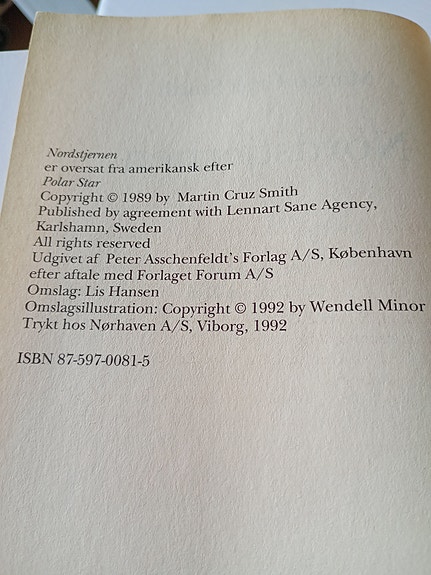 Nordstjernen
er oversat fra amerikansk efter
Polar Star
Copyright © 1989 by Martin Cruz Smith
Published by agreement with Lennart Sane Agency,
Karlshamn, Sweden
All rights reserved
Udgivet af Peter Asschenfeldt's Forlag A/S, København
efter aftale med Forlaget Forum A/S
Omslag: Lis Hansen
Omslagsillustration: Copyright © 1992 by Wendell Minor
Trykt hos Nørhaven A/S, Viborg, 1992
ISBN 87-597-0081-5